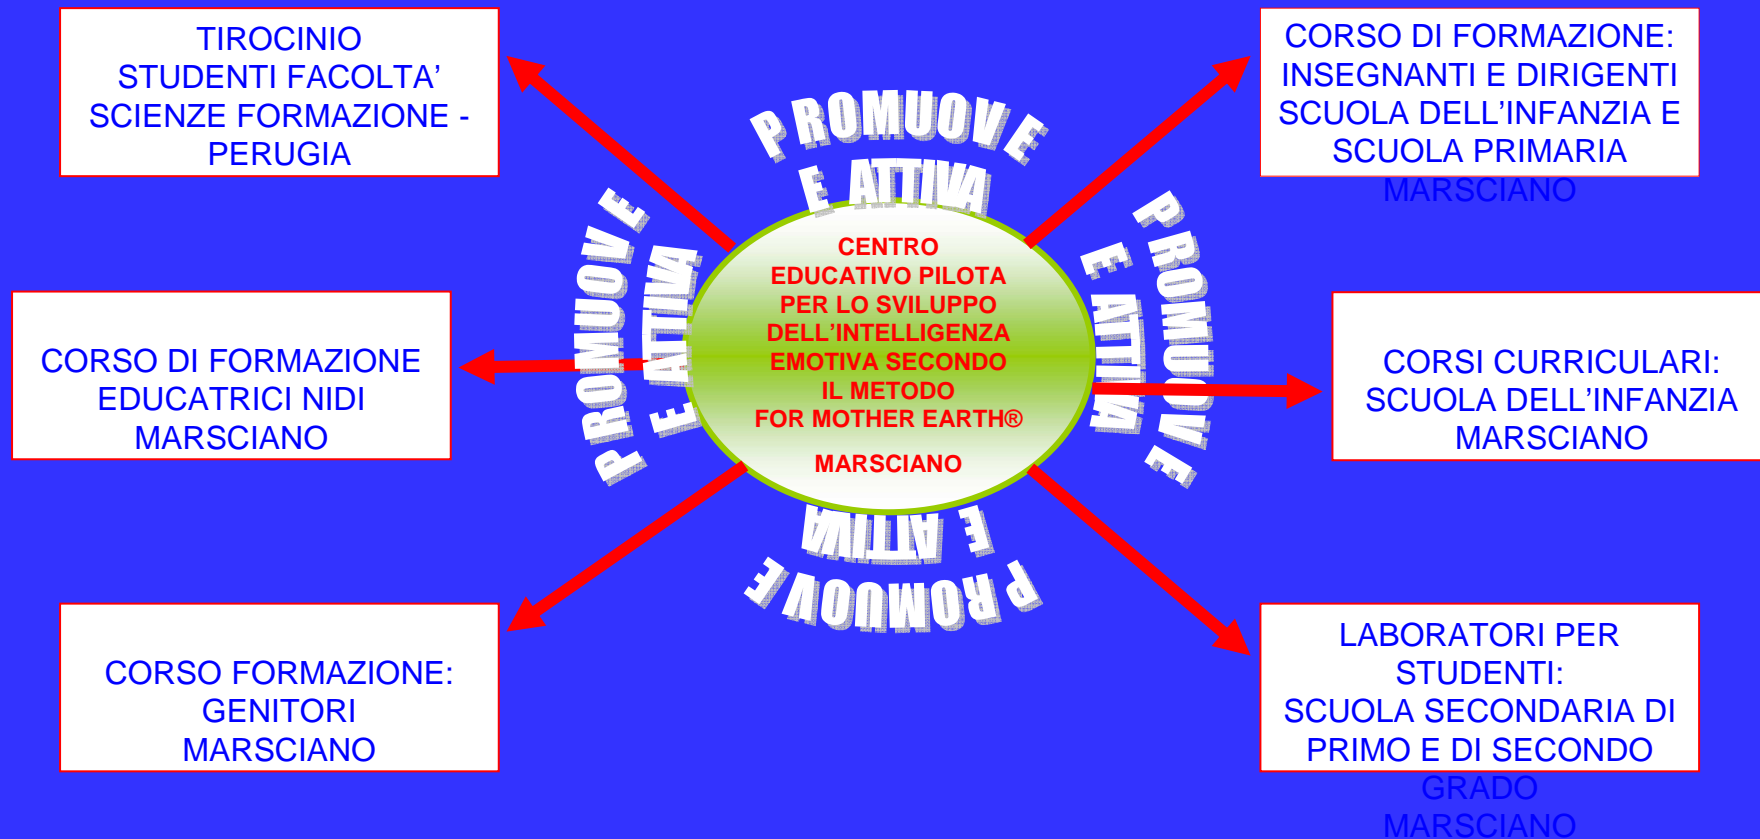 TIROCINIO
STUDENTI FACOLTA’
SCIENZE FORMAZIONE -
PERUGIA
CORSO DI FORMAZIONE:
INSEGNANTI E DIRIGENTI
SCUOLA DELL’INFANZIA E
SCUOLA PRIMARIA
MARSCIANO
PROMUOVE
E ATTIVA
PROMUOVE
E ATTIVA
CENTRO
EDUCATIVO PILOTA
PER LO SVILUPPO
DELL’INTELLIGENZA
EMOTIVA SECONDO
IL METODO
FOR MOTHER EARTH®
MARSCIANO
PROMUOVE
E ATTIVA
CORSO DI FORMAZIONE
EDUCATRICI NIDI
MARSCIANO
CORSI CURRICULARI:
SCUOLA DELL’INFANZIA
MARSCIANO
PROMUOVE
E ATTIVA
CORSO FORMAZIONE:
GENITORI
MARSCIANO
LABORATORI PER
STUDENTI:
SCUOLA SECONDARIA DI
PRIMO E DI SECONDO
GRADO
MARSCIANO